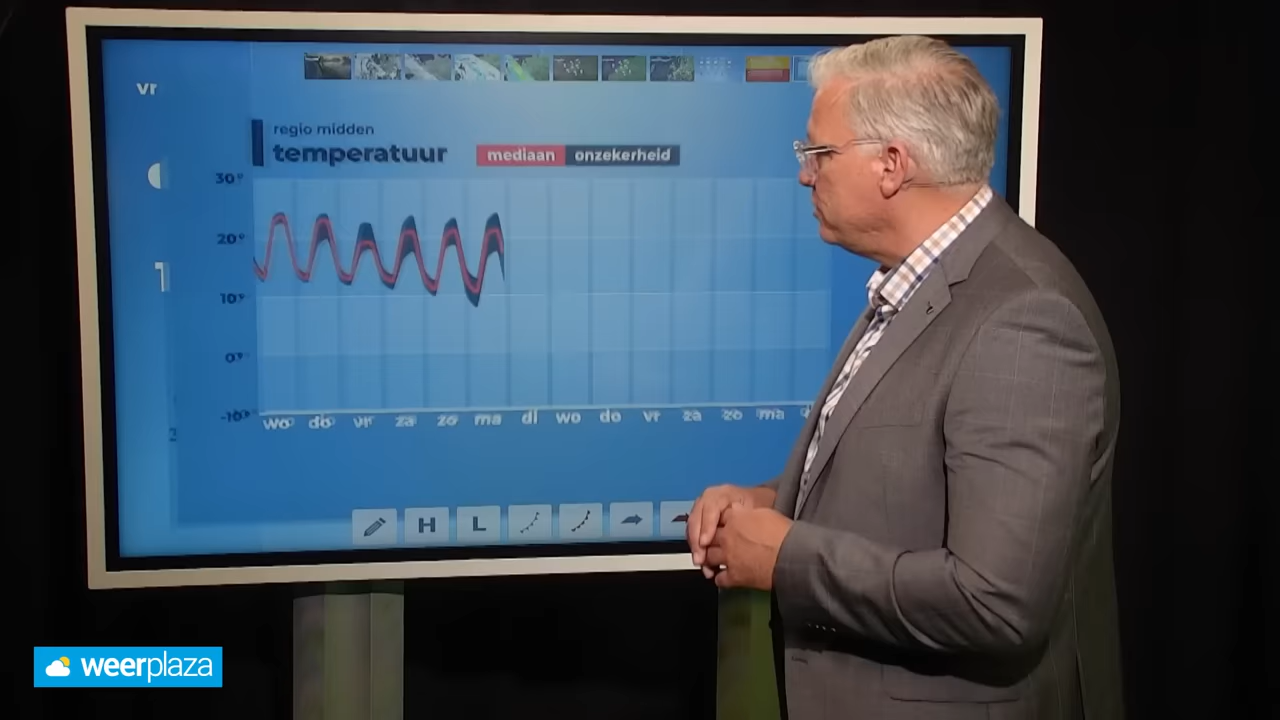 vr
regio midden
temperatuur
mediaan onzekerheid
30°
20°
10°
0°
-10°
wo do vr za zo ma di wo do vr za zo ma
H L
weerplaza